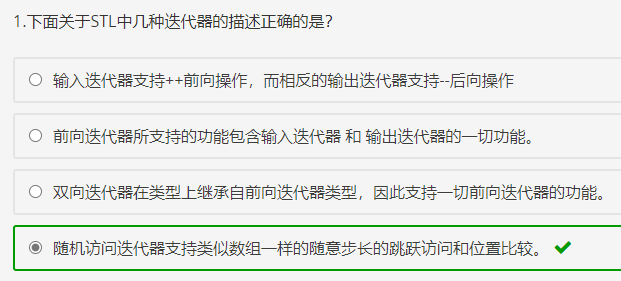 1.下面关于STL中几种迭代器的描述正确的是?
输入迭代器支持++前向操作，而相反的输出迭代器支持--后向操作
前向迭代器所支持的功能包含输入迭代器 和 输出迭代器的一切功能。
双向迭代器在类型上继承自前向迭代器类型，因此支持一切前向迭代器的功能。
随机访问迭代器支持类似数组一样的随意步长的跳跃访问和位置比较。